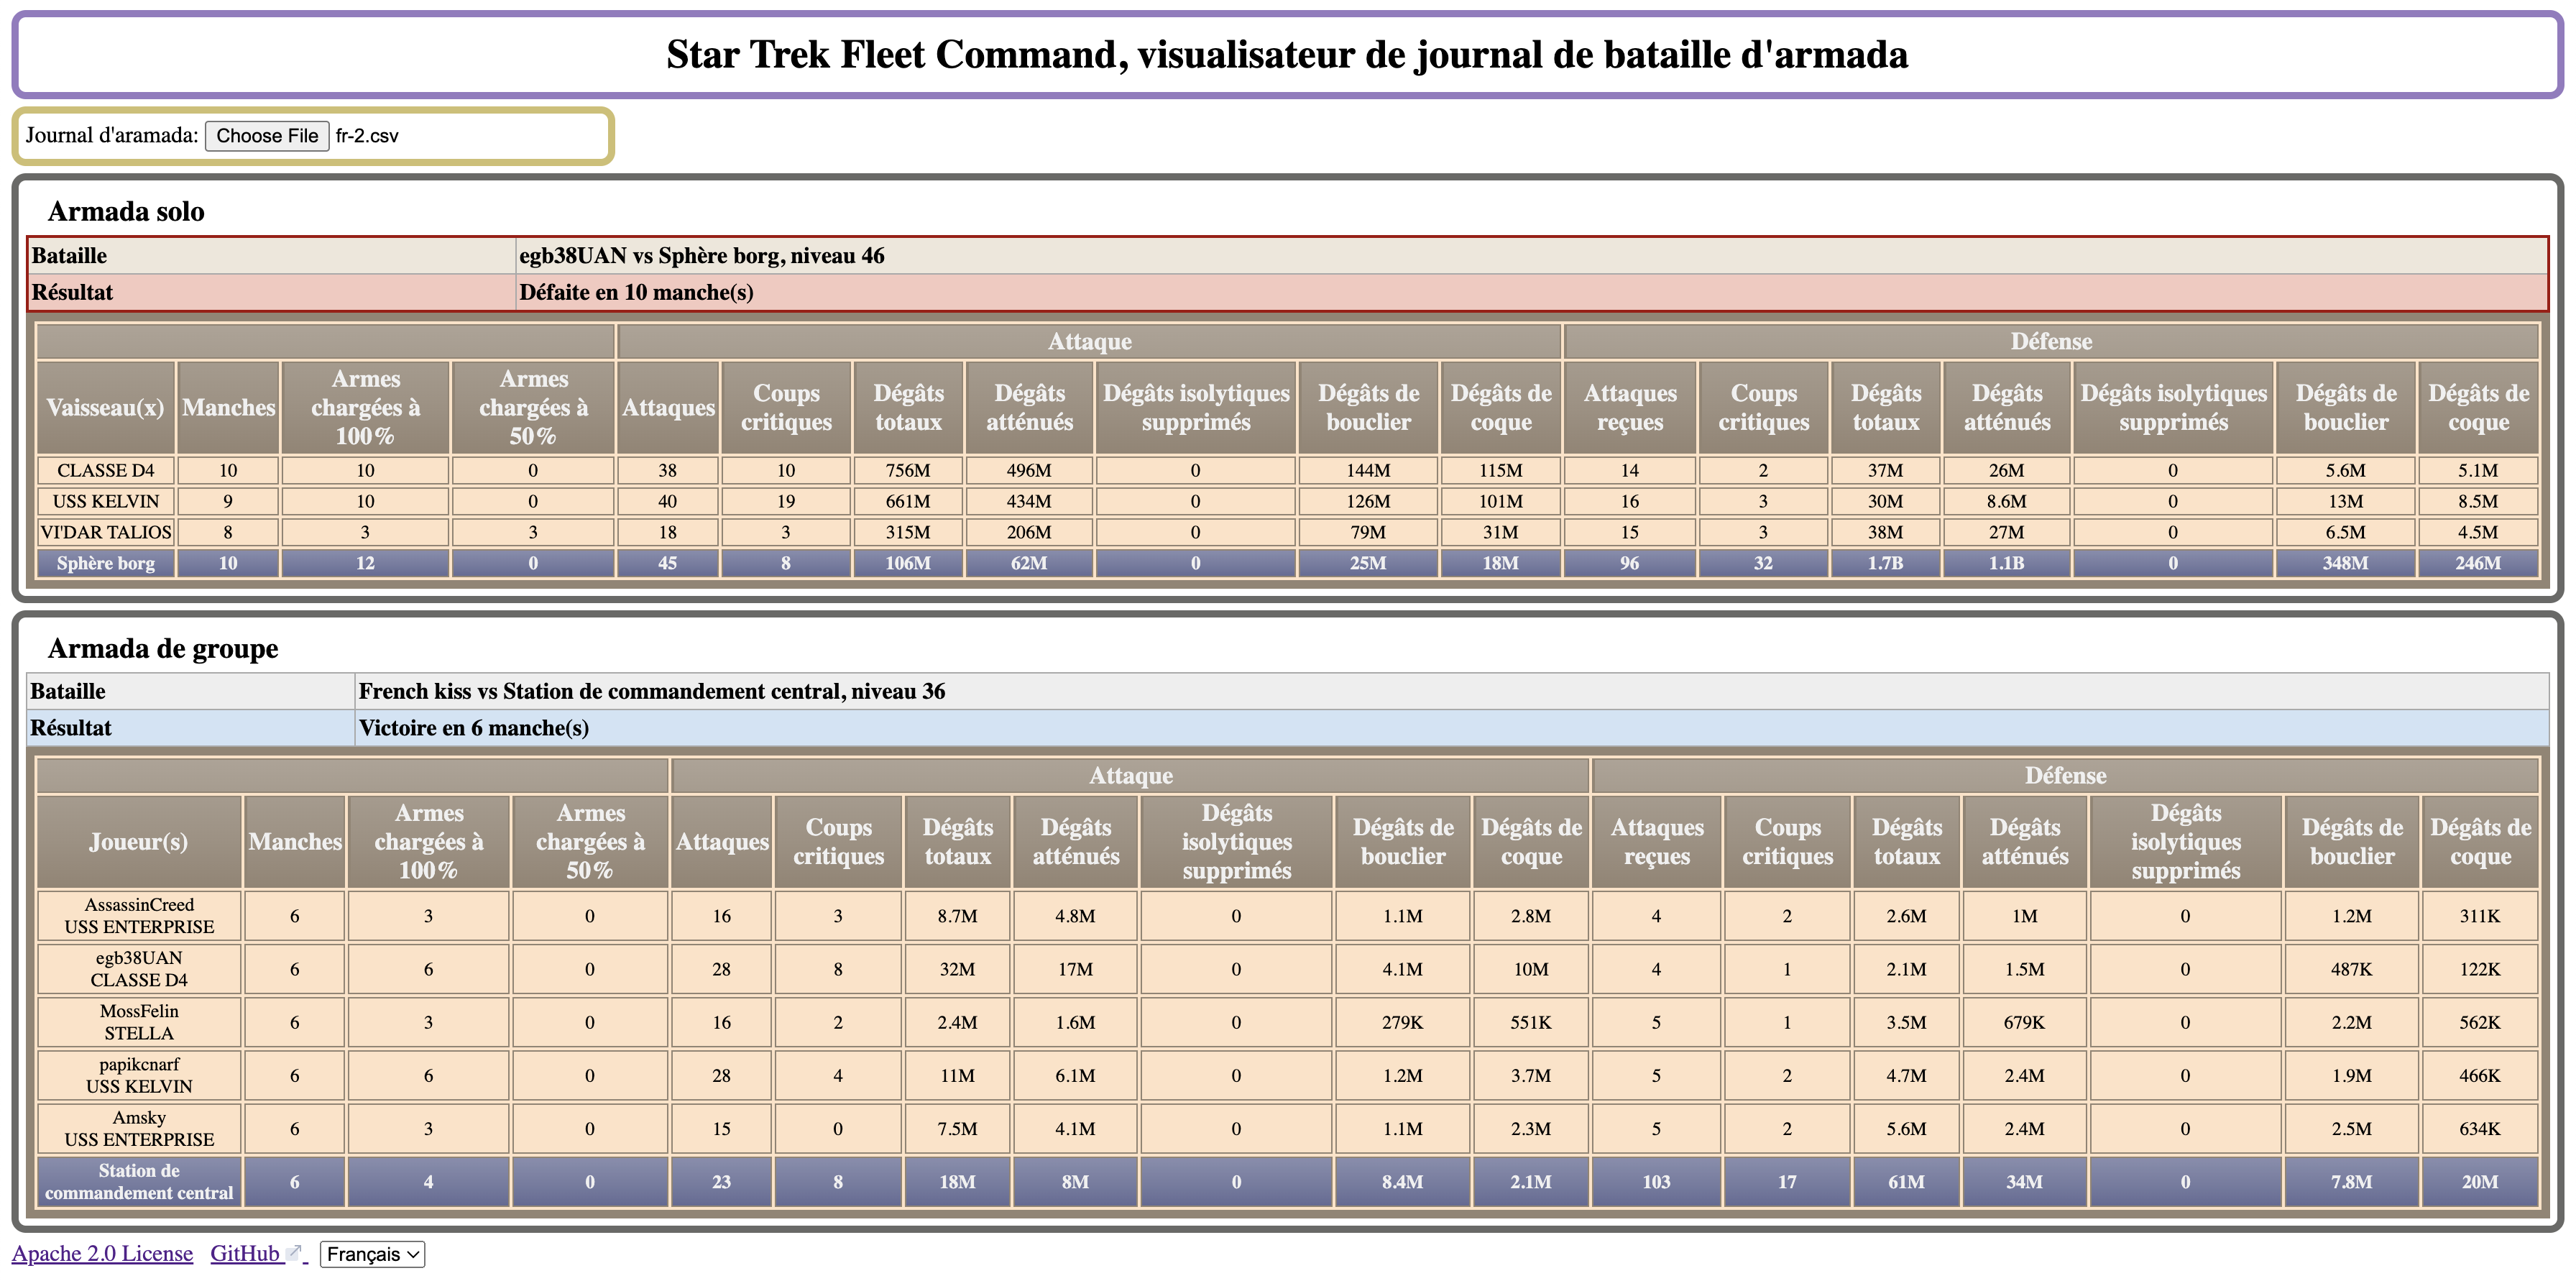 Star Trek Fleet Command, visualisateur de journal de bataille d'armada
Journal d'aramada: Choose File fr-2.csv
Armada solo
Bataille egb38UAN vs Sphère borg, niveau 46
Résultat Défaite en 10 manche(s)
Attaque Défense
Vaisseau(x) Manches Armes chargées à 100% Armes chargées à 50% Attaques Coups critiques Dégâts totaux Dégâts atténués Dégâts isolytiques supprimés Dégâts de bouclier Dégâts de coque Attaques reçues Coups critiques Dégâts totaux Dégâts atténués Dégâts isolytiques supprimés Dégâts de bouclier Dégâts de coque
CLASSE D4 10 10 0 38 10 756M 496M 0 144M 115M 14 2 37M 26M 0 5.6M 5.1M
USS KELVIN 9 10 0 40 19 661M 434M 0 126M 101M 16 3 30M 8.6M 0 13M 8.5M
VI'DAR TALIOS 8 3 3 18 3 315M 206M 0 79M 31M 15 3 38M 27M 0 6.5M 4.5M
Sphère borg 10 12 0 45 8 106M 62M 0 25M 18M 96 32 1.7B 1.1B 0 348M 246M
Armada de groupe
Bataille French kiss vs Station de commandement central, niveau 36
Résultat Victoire en 6 manche(s)
Attaque Défense
Joueur(s) Manches Armes chargées à 100% Armes chargées à 50% Attaques Coups critiques Dégâts totaux Dégâts atténués Dégâts isolytiques supprimés Dégâts de bouclier Dégâts de coque Attaques reçues Coups critiques Dégâts totaux Dégâts atténués Dégâts isolytiques supprimés Dégâts de bouclier Dégâts de coque
AssassinCreed USS ENTERPRISE 6 3 0 16 3 8.7M 4.8M 0 1.1M 2.8M 4 2 2.6M 1M 0 1.2M 311K
egb38UAN CLASSE D4 6 6 0 28 8 32M 17M 0 4.1M 10M 4 1 2.1M 1.5M 0 487K 122K
MossFelin STELLA 6 3 0 16 2 2.4M 1.6M 0 279K 551K 5 1 3.5M 679K 0 2.2M 562K
papikcnarf USS KELVIN 6 6 0 28 4 11M 6.1M 0 1.2M 3.7M 5 2 4.7M 2.4M 0 1.9M 466K
Amsky USS ENTERPRISE 6 3 0 15 0 7.5M 4.1M 0 1.1M 2.3M 5 2 5.6M 2.4M 0 2.5M 634K
Station de commandement central 6 4 0 23 8 18M 8M 0 8.4M 2.1M 103 17 61M 34M 0 7.8M 20M
Apache 2.0 License GitHub Français